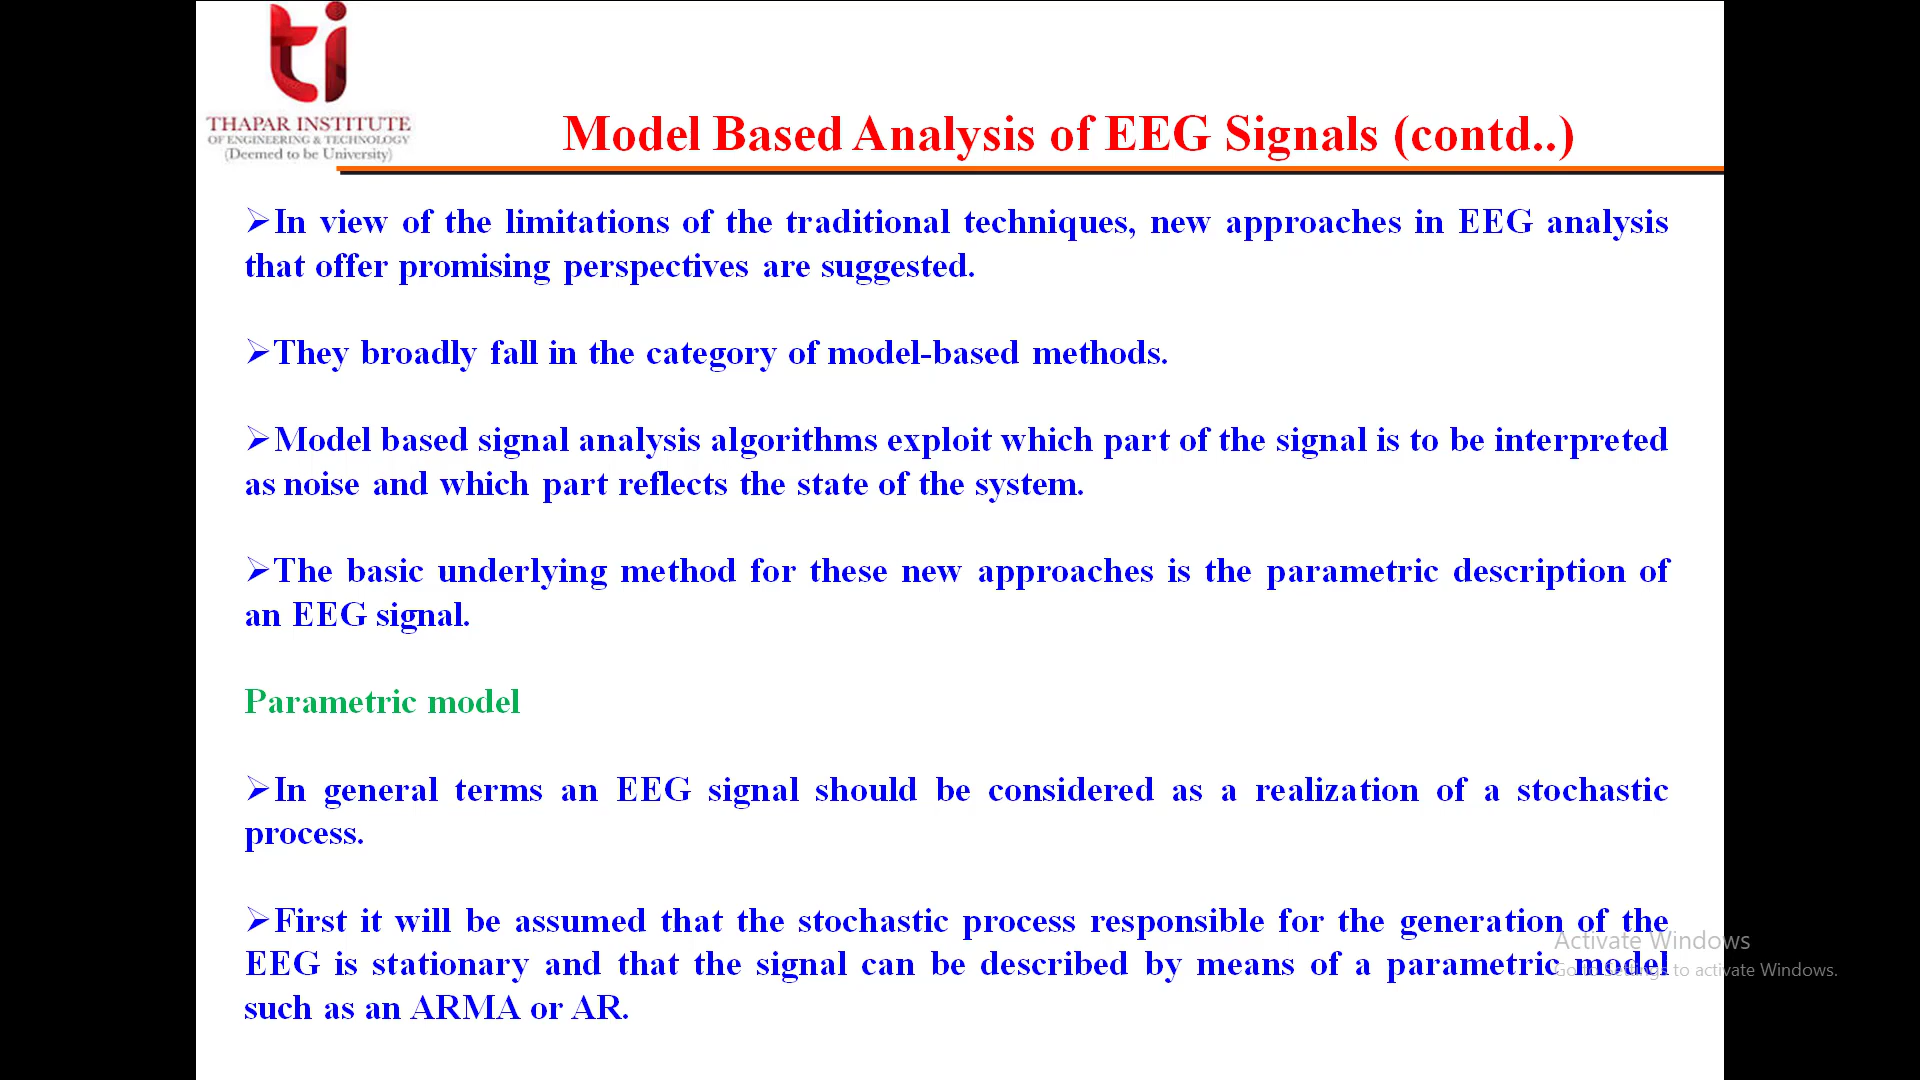 ti
THAPAR INSTITUTE
OF ENGINEERING & TECHNOLOGY
(Deemed to be University)
Model Based Analysis of EEG Signals (contd..)
➢In view of the limitations of the traditional techniques, new approaches in EEG analysis
that offer promising perspectives are suggested.
➢They broadly fall in the category of model-based methods.
➢Model based signal analysis algorithms exploit which part of the signal is to be interpreted
as noise and which part reflects the state of the system.
➢The basic underlying method for these new approaches is the parametric description of
an EEG signal.
Parametric model
➢In general terms an EEG signal should be considered as a realization of a stochastic
process.
➢First it will be assumed that the stochastic process responsible for the generation of the
EEG is stationary and that the signal can be described by means of a parametric model
such as an ARMA or AR.
Activate Windows
Go to Settings to activate Windows.